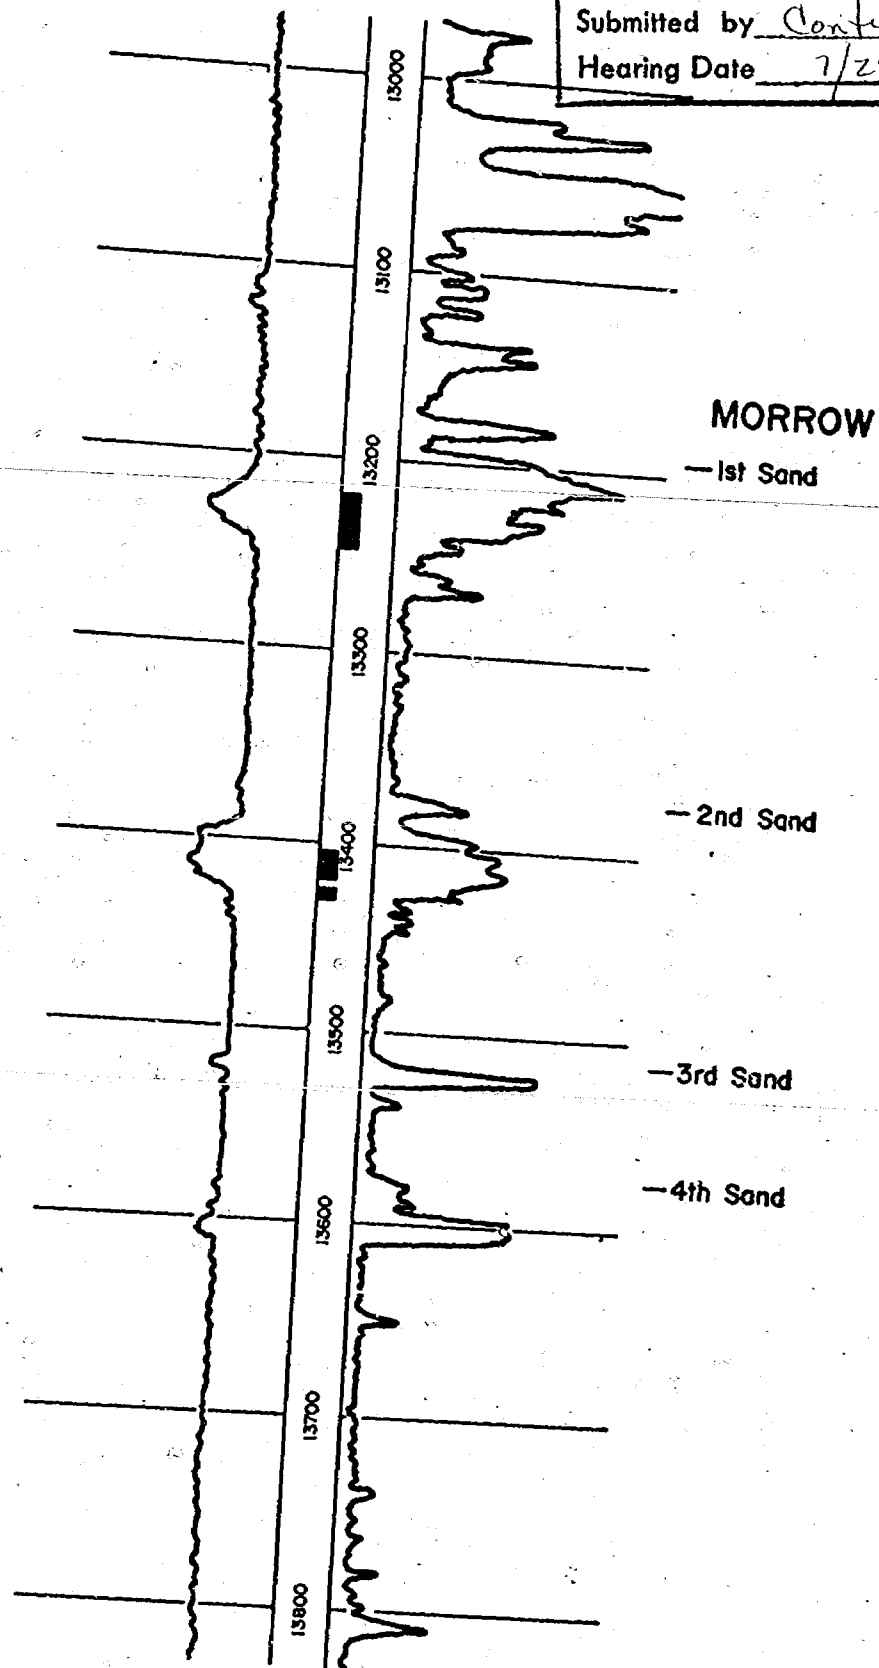 Submitted by
Hearing Date
13000
13100
MORROW
13200
—1st Sand
13300
—2nd Sand
13400
13500
—3rd Sand
—4th Sand
13600
13700
13800